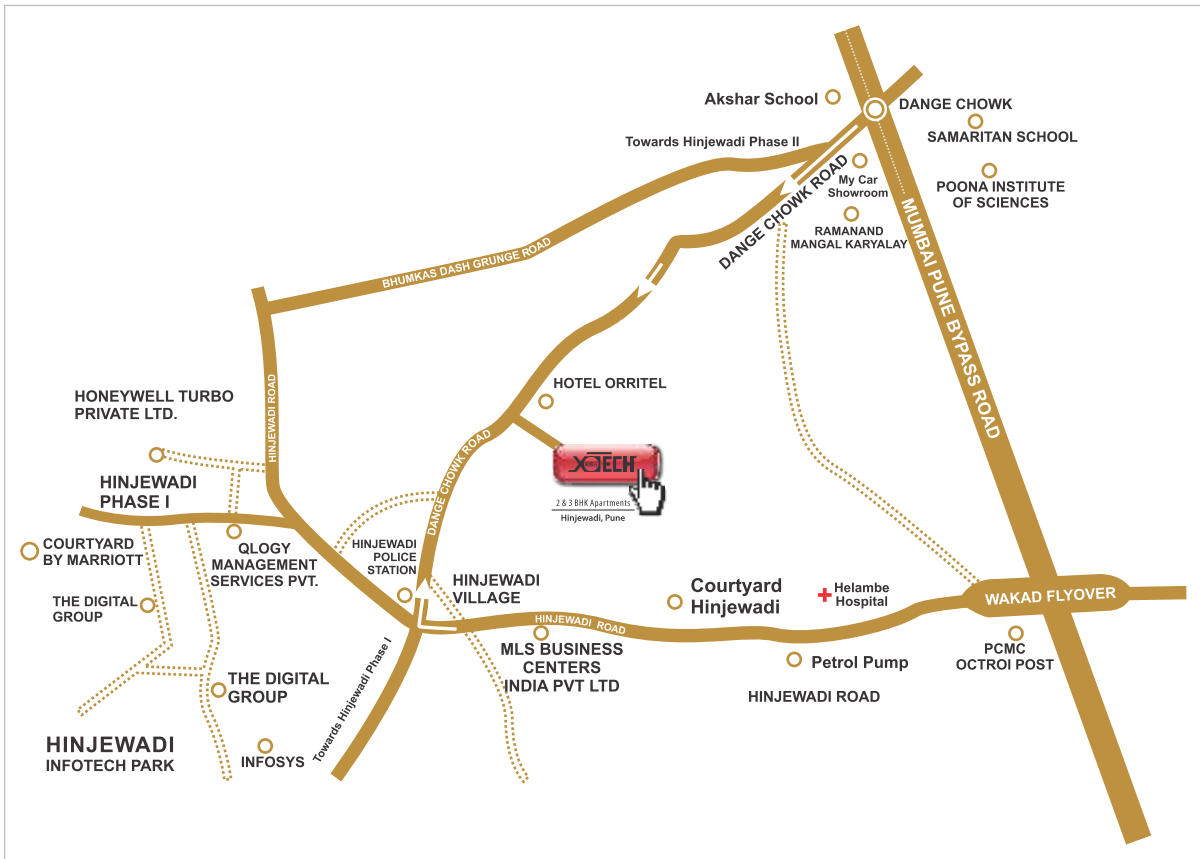 Akshar School
DANGE CHOWK
SAMARITAN SCHOOL
Towards Hinjewadi Phase II
My Car
Showroom
POONA INSTITUTE
OF SCIENCES
DANGE CHOWK ROAD
RAMANAND
MANGAL KARYALAY
MUMBAI PUNE BYPASS ROAD
BHUMKAS DASH GRUNGE ROAD
HOTEL ORRITEL
HONEYWELL TURBO
PRIVATE LTD.
HINJEWADI ROAD
DANGE CHOWK ROAD
TECH
2 & 3 BHK Apartments
Hinjewadi, Pune
HINJEWADI
PHASE I
COURTYARD
BY MARRIOTT
QLOGY
MANAGEMENT
SERVICES PVT.
HINJEWADI
POLICE
STATION
HINJEWADI
VILLAGE
Courtyard
Hinjewadi
Helambe
Hospital
WAKAD FLYOVER
THE DIGITAL
GROUP
HINJEWADI ROAD
MLS BUSINESS
CENTERS
INDIA PVT LTD
Petrol Pump
PCMC
OCTROI POST
HINJEWADI ROAD
THE DIGITAL
GROUP
Towards Hinjewadi Phase I
HINJEWADI
INFOTECH PARK
INFOSYS